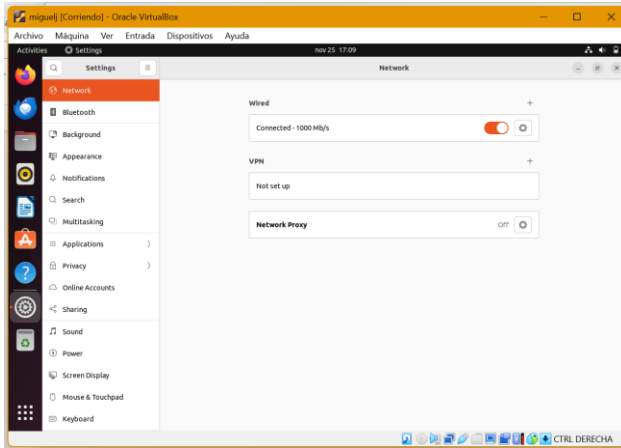 miguelj [Corriendo] - Oracle VirtualBox
Archivo Máquina Ver Entrada Dispositivos Ayuda
Activities Settings nov 25 17:09
Settings Network
Network
Bluetooth
Background
Appearance
Notifications
Search
Multitasking
Applications
Privacy
Online Accounts
Sharing
Sound
Power
Screen Display
Mouse & Touchpad
Keyboard
Wired
Connected - 1000 Mb/s
VPN
Not set up
Network Proxy Off
CTRL DERECHA